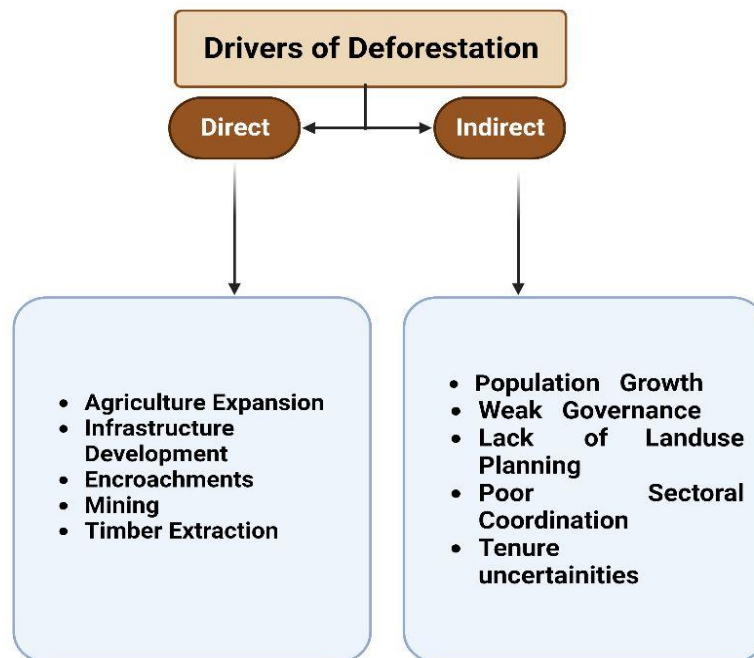 Drivers of Deforestation
Direct
Indirect
• Agriculture Expansion
• Infrastructure
Development
• Encroachments
• Mining
• Timber Extraction
• Population Growth
• Weak Governance
• Lack of Landuse
Planning
• Poor Sectoral
Coordination
• Tenure
uncertainities